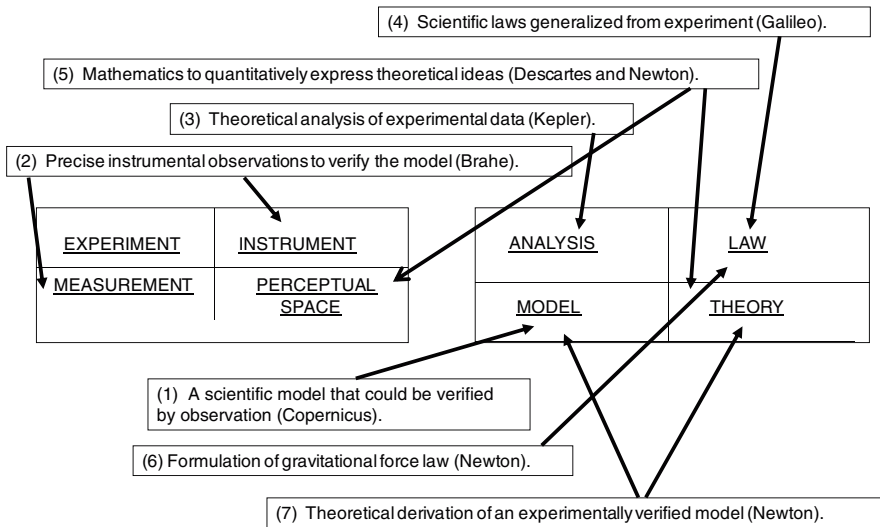 (4) Scientific laws generalized from experiment (Galileo).
(5) Mathematics to quantitatively express theoretical ideas (Descartes and Newton).
(3) Theoretical analysis of experimental data (Kepler).
(2) Precise instrumental observations to verify the model (Brahe).
EXPERIMENT
INSTRUMENT
MEASUREMENT
PERCEPTUAL
SPACE
ANALYSIS
LAW
MODEL
THEORY
(1) A scientific model that could be verified
by observation (Copernicus).
(6) Formulation of gravitational force law (Newton).
(7) Theoretical derivation of an experimentally verified model (Newton).